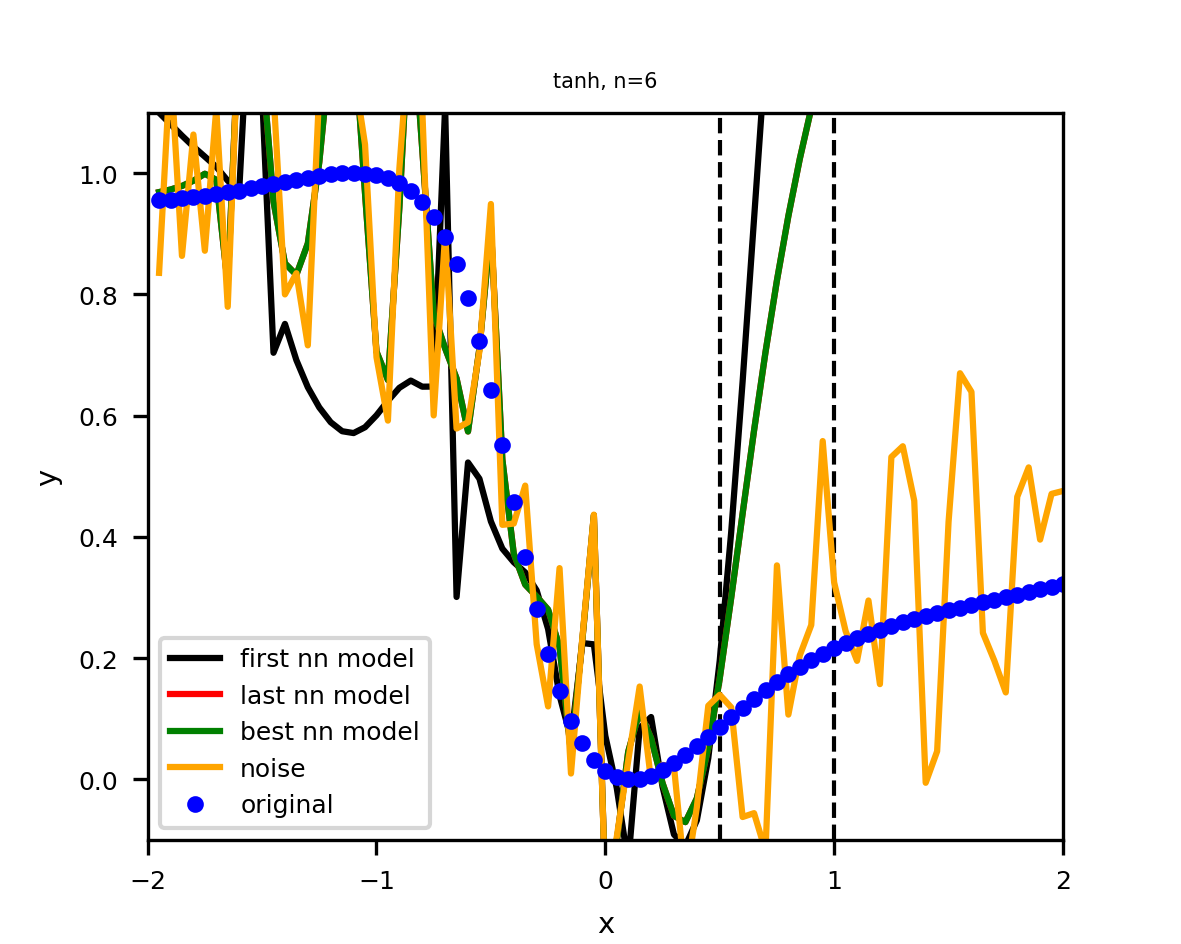 tanh, n=6
1.0
0.8
0.6
0.4
0.2
0.0
y
first nn model
last nn model
best nn model
noise
original
−2
−1
0
1
2
x